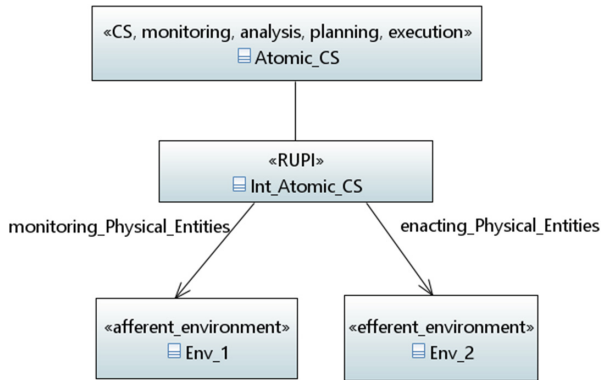 «CS, monitoring, analysis, planning, execution»
Atomic_CS
«RUPI»
Int_Atomic_CS
monitoring_Physical_Entities
enacting_Physical_Entities
«afferent_environment»
Env_1
«efferent_environment»
Env_2